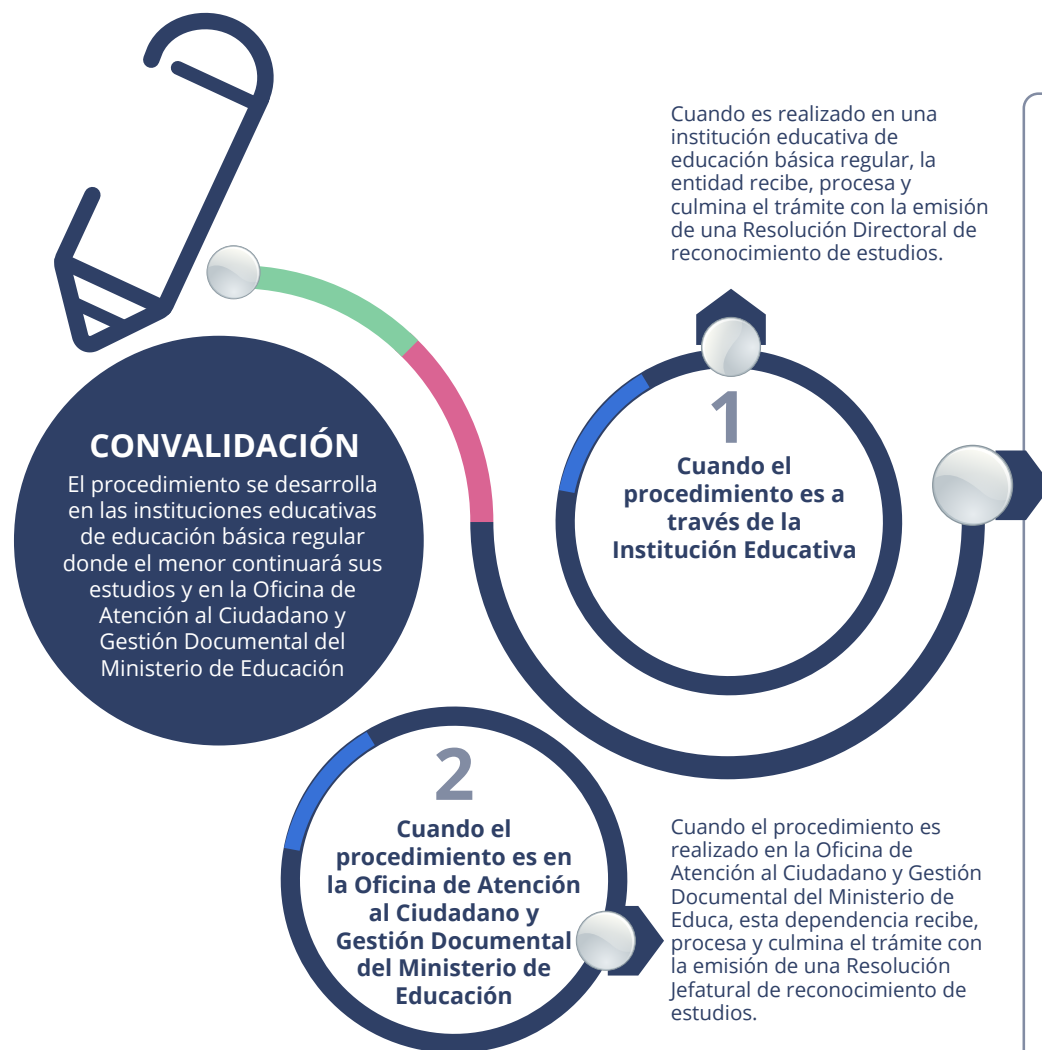 CONVALIDACIÓN
El procedimiento se desarrolla
en las instituciones educativas
de educación básica regular
donde el menor continuará sus
estudios y en la Oficina de
Atención al Ciudadano y
Gestión Documental del
Ministerio de Educación
Cuando es realizado en una
institución educativa de
educación básica regular, la
entidad recibe, procesa y
culmina el trámite con la emisión
de una Resolución Directoral de
reconocimiento de estudios.
1
Cuando el
procedimiento es a
través de la
Institución Educativa
2
Cuando el
procedimiento es en
la Oficina de Atención
al Ciudadano y
Gestión Documental
del Ministerio de
Educación
Cuando el procedimiento es
realizado en la Oficina de
Atención al Ciudadano y Gestión
Documental del Ministerio de
Educa, esta dependencia recibe,
procesa y culmina el trámite con
la emisión de una Resolución
Jefatural de reconocimiento de
estudios.